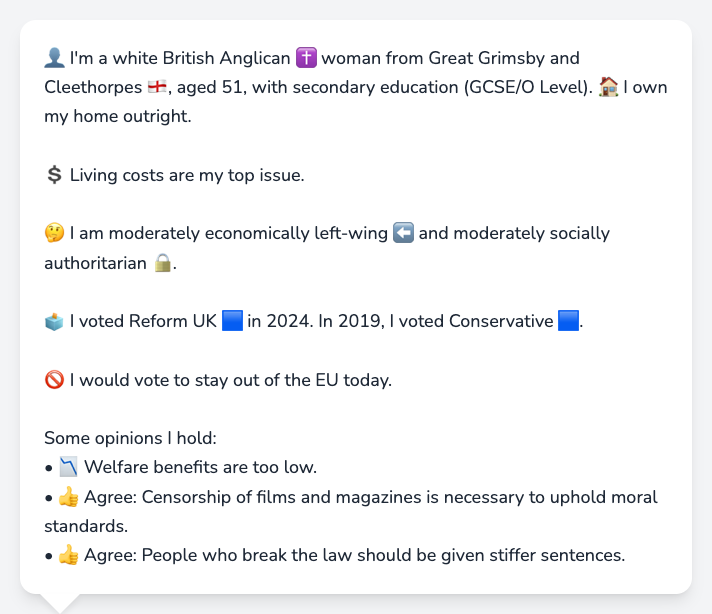 👤 I'm a white British Anglican ✝️ woman from Great Grimsby and
Cleethorpes 🏴󠁧󠁢󠁥󠁮󠁧󠁿, aged 51, with secondary education (GCSE/O Level). 🏠 I own
my home outright.
💲 Living costs are my top issue.
🤔 I am moderately economically left-wing ⬅️ and moderately socially
authoritarian 🔒.
🗳️ I voted Reform UK 🟦 in 2024. In 2019, I voted Conservative 🟦.
🚫 I would vote to stay out of the EU today.
Some opinions I hold:
• 📉 Welfare benefits are too low.
• 👍 Agree: Censorship of films and magazines is necessary to uphold moral
standards.
• 👍 Agree: People who break the law should be given stiffer sentences.